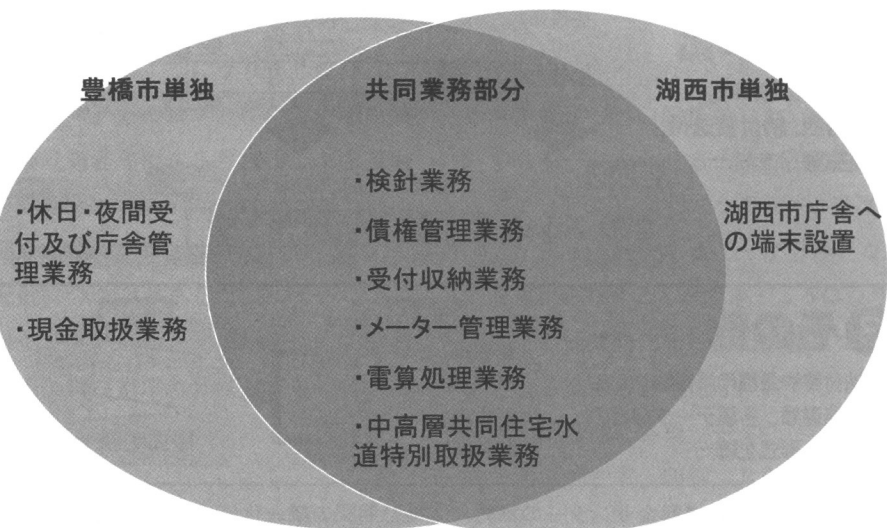 豊橋市単独
・休日・夜間受
付及び庁舎管
理業務
・現金取扱業務
共同業務部分
・検針業務
・債権管理業務
・受付収納業務
・メーター管理業務
・電算処理業務
・中高層共同住宅水
道特別取扱業務
湖西市単独
湖西市庁舎へ
の端末設置